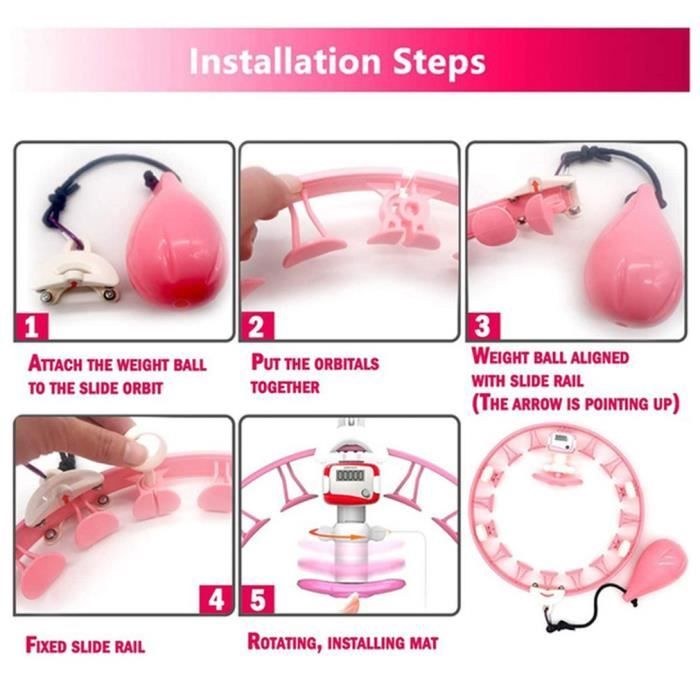 Installation Steps
1
ATTACH THE WEIGHT BALL
TO THE SLIDE ORBIT
2
PUT THE ORBITALS
TOGETHER
3
WEIGHT BALL ALIGNED
WITH SLIDE RAIL
(THE ARROW IS POINTING UP)
4
FIXED SLIDE RAIL
5
ROTATING, INSTALLING MAT